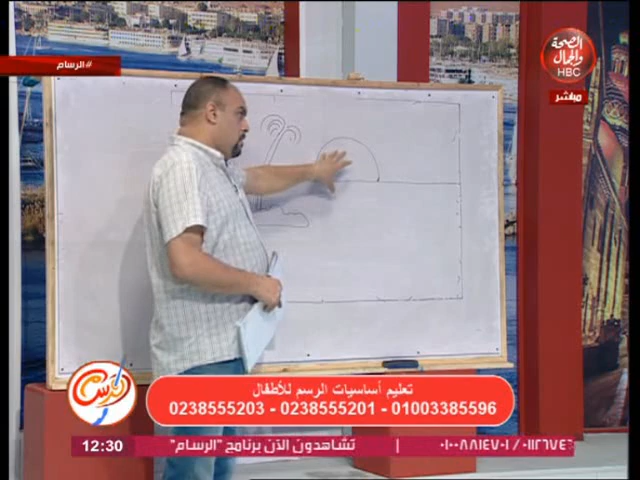 الصحة
والجمال
HBC
مباشر
#الرسام
تعليم أساسيات الرسم للأطفال
0238555203 - 0238555201 - 01003385596
12:30
تشاهدون الآن برنامج "الرسام"